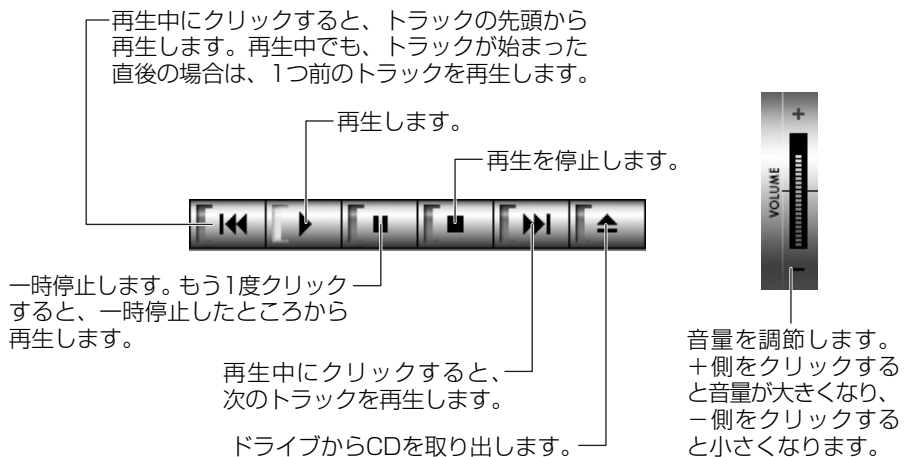 再生中にクリックすると、トラックの先頭から
再生します。再生中でも、トラックが始まった
直後の場合は、1つ前のトラックを再生します。
再生します。
再生を停止します。
一時停止します。もう1度クリック
すると、一時停止したところから
再生します。
再生中にクリックすると、
次のトラックを再生します。
ドライブからCDを取り出します。
+
VOLUME
−
音量を調節します。
＋側をクリックする
と音量が大きくなり、
－側をクリックする
と小さくなります。